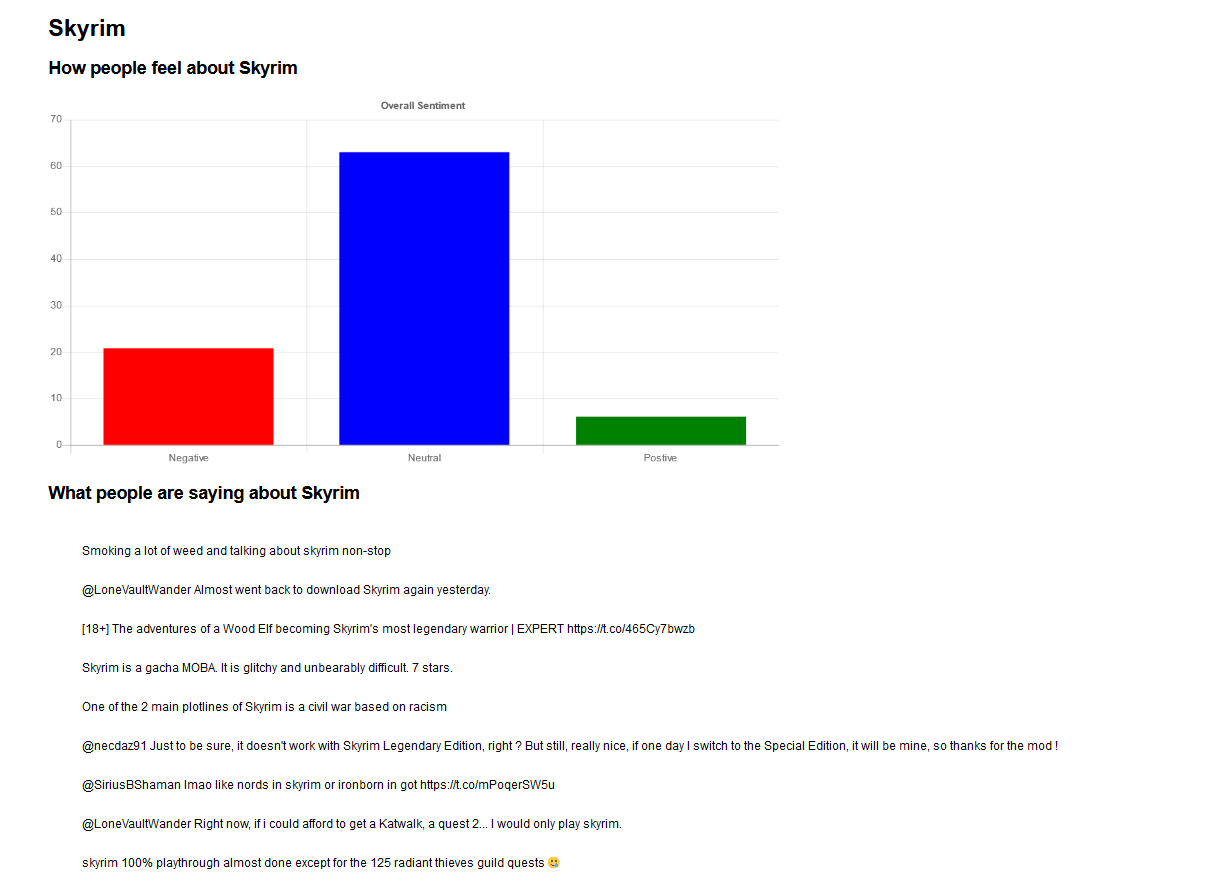 Skyrim
How people feel about Skyrim
Overall Sentiment
70
60
50
40
30
20
10
0
Negative Neutral Postive
What people are saying about Skyrim
Smoking a lot of weed and talking about skyrim non-stop
@LoneVaultWander Almost went back to download Skyrim again yesterday.
[18+] The adventures of a Wood Elf becoming Skyrim's most legendary warrior | EXPERT https://t.co/465Cy7bwzb
Skyrim is a gacha MOBA. It is glitchy and unbearably difficult. 7 stars.
One of the 2 main plotlines of Skyrim is a civil war based on racism
@necdaz91 Just to be sure, it doesn't work with Skyrim Legendary Edition, right ? But still, really nice, if one day I switch to the Special Edition, it will be mine, so thanks for the mod !
@SiriusBShaman lmao like nords in skyrim or ironborn in got https://t.co/mPoqerSW5u
@LoneVaultWander Right now, if i could afford to get a Katwalk, a quest 2... I would only play skyrim.
skyrim 100% playthrough almost done except for the 125 radiant thieves guild quests 🥲